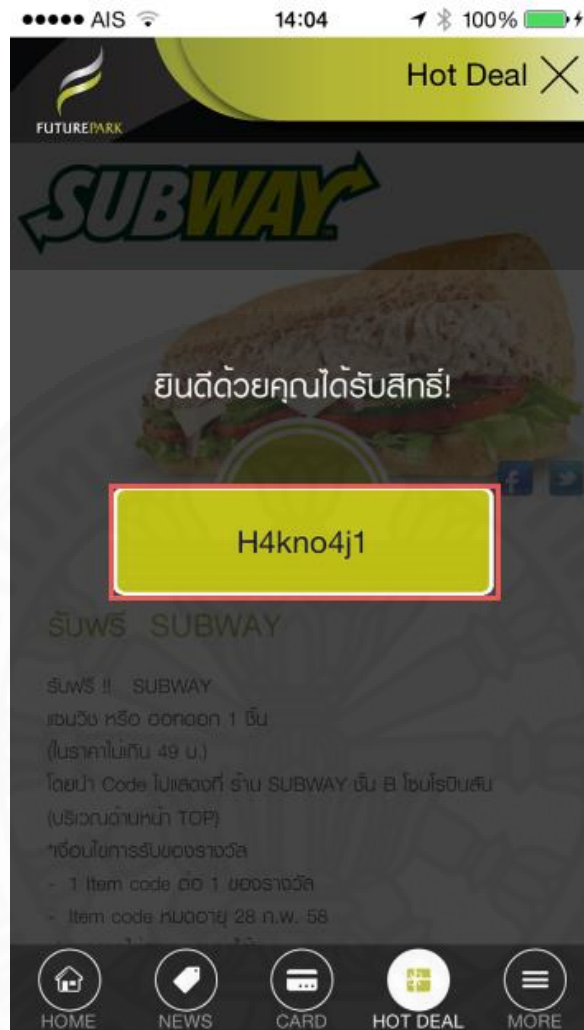 AIS 14:04 100%
Hot Deal
FUTUREPARK
SUBWAY
ยินดีด้วยคุณได้รับสิทธิ์!
H4kno4j1
รับฟรี SUBWAY
รับฟรี !! SUBWAY
แซนวิช หรือ ฮอทดอก 1 ชิ้น
(ในราคาไม่เกิน 49 บ.)
โดยนำ Code ไปแสดงที่ ร้าน SUBWAY ชั้น B โซนโรบินสัน
(บริเวณด้านหน้า TOP)
*เงื่อนไขการรับของรางวัล
- 1 Item code ต่อ 1 ของรางวัล
- Item code หมดอายุ 28 ก.พ. 58
HOME NEWS CARD HOT DEAL MORE